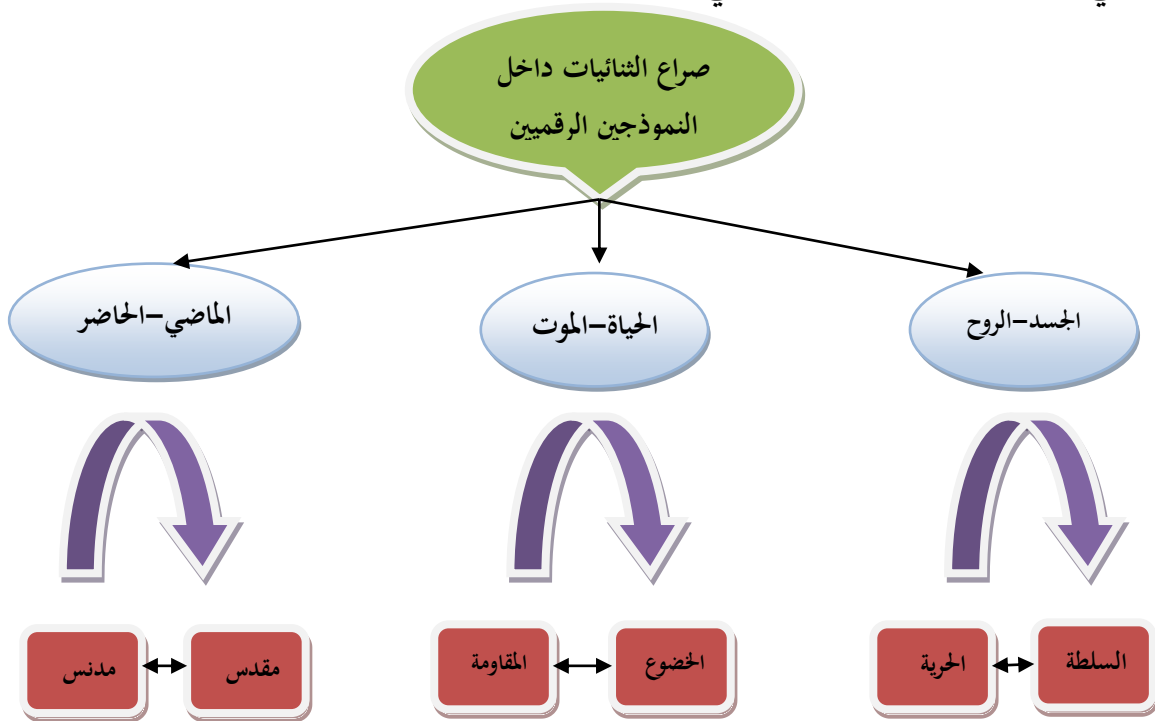 صراع الثنائيات داخل
النموذجين الرقميين
الجسد-الروح
الحياة-الموت
الماضي-الحاضر
السلطة
الحرية
الخضوع
المقاومة
مقدس
مدنس